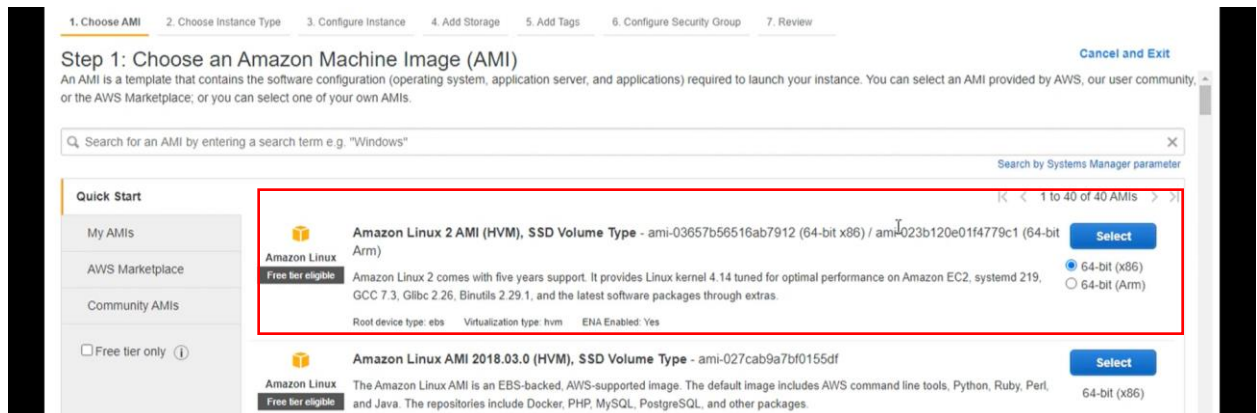 1. Choose AMI 2. Choose Instance Type 3. Configure Instance 4. Add Storage 5. Add Tags 6. Configure Security Group 7. Review
Step 1: Choose an Amazon Machine Image (AMI)
Cancel and Exit
An AMI is a template that contains the software configuration (operating system, application server, and applications) required to launch your instance. You can select an AMI provided by AWS, our user community,
or the AWS Marketplace; or you can select one of your own AMIs.
Search for an AMI by entering a search term e.g. "Windows"
Search by Systems Manager parameter
Quick Start
My AMIs
AWS Marketplace
Community AMIs
Free tier only
1 to 40 of 40 AMIs
Amazon Linux
Free tier eligible
Amazon Linux 2 AMI (HVM), SSD Volume Type - ami-03657b56516ab7912 (64-bit x86) / ami-023b120e01f4779c1 (64-bit
Arm)
Amazon Linux 2 comes with five years support. It provides Linux kernel 4.14 tuned for optimal performance on Amazon EC2, systemd 219,
GCC 7.3, Glibc 2.26, Binutils 2.29.1, and the latest software packages through extras.
Root device type: ebs Virtualization type: hvm ENA Enabled: Yes
Select
64-bit (x86)
64-bit (Arm)
Amazon Linux
Free tier eligible
Amazon Linux AMI 2018.03.0 (HVM), SSD Volume Type - ami-027cab9a7bf0155df
The Amazon Linux AMI is an EBS-backed, AWS-supported image. The default image includes AWS command line tools, Python, Ruby, Perl,
and Java. The repositories include Docker, PHP, MySQL, PostgreSQL, and other packages.
Select
64-bit (x86)